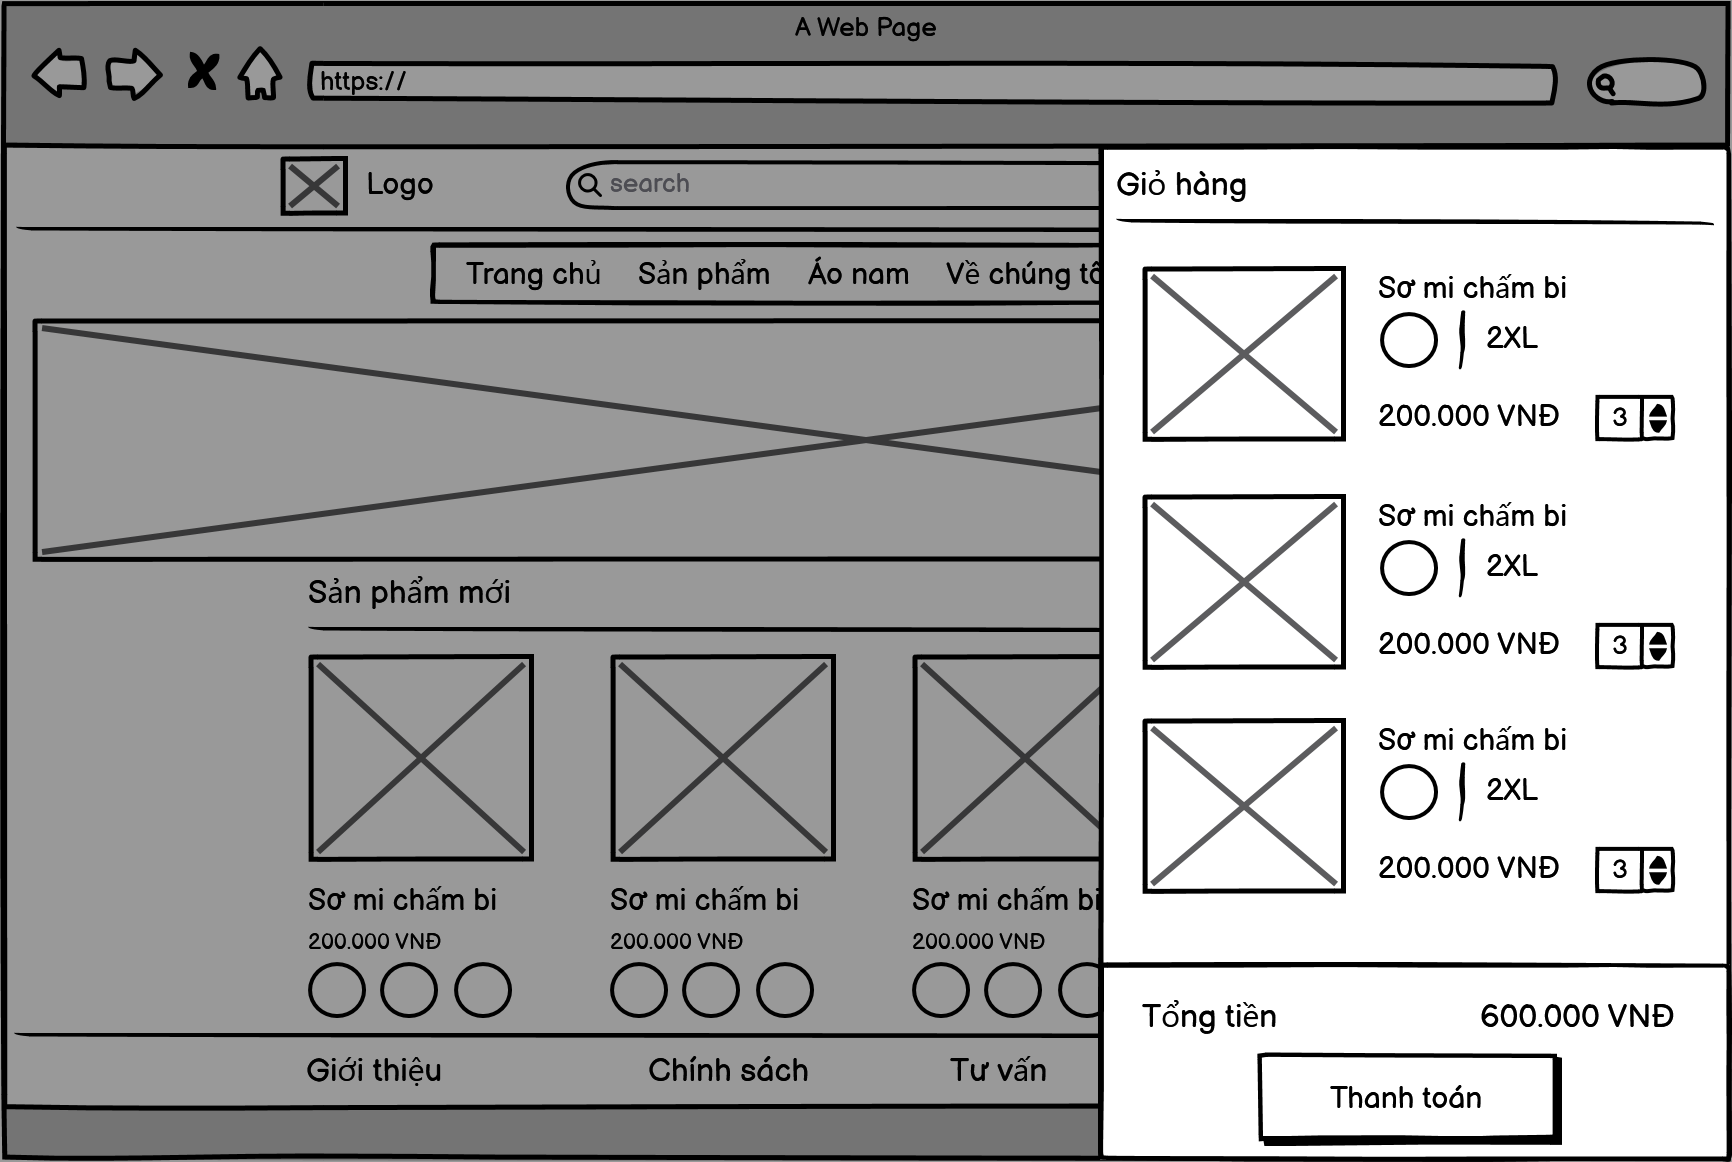 A Web Page
https://
Logo
search
Trang chủ
Sản phẩm
Áo nam
Về chúng tô
Sản phẩm mới
Sơ mi chấm bi
200.000 VNĐ
Sơ mi chấm bi
200.000 VNĐ
Sơ mi chấm bi
200.000 VNĐ
Giới thiệu
Chính sách
Tư vấn
Giỏ hàng
Sơ mi chấm bi
2XL
200.000 VNĐ
3
Sơ mi chấm bi
2XL
200.000 VNĐ
3
Sơ mi chấm bi
2XL
200.000 VNĐ
3
Tổng tiền
600.000 VNĐ
Thanh toán